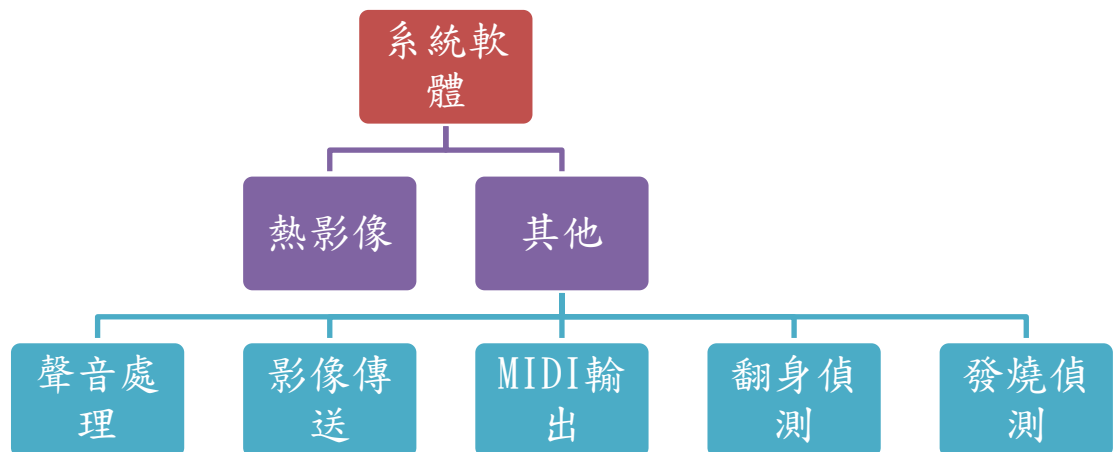 系統軟
體
熱影像
其他
聲音處
理
影像傳
送
MIDI輸
出
翻身偵
測
發燒偵
測